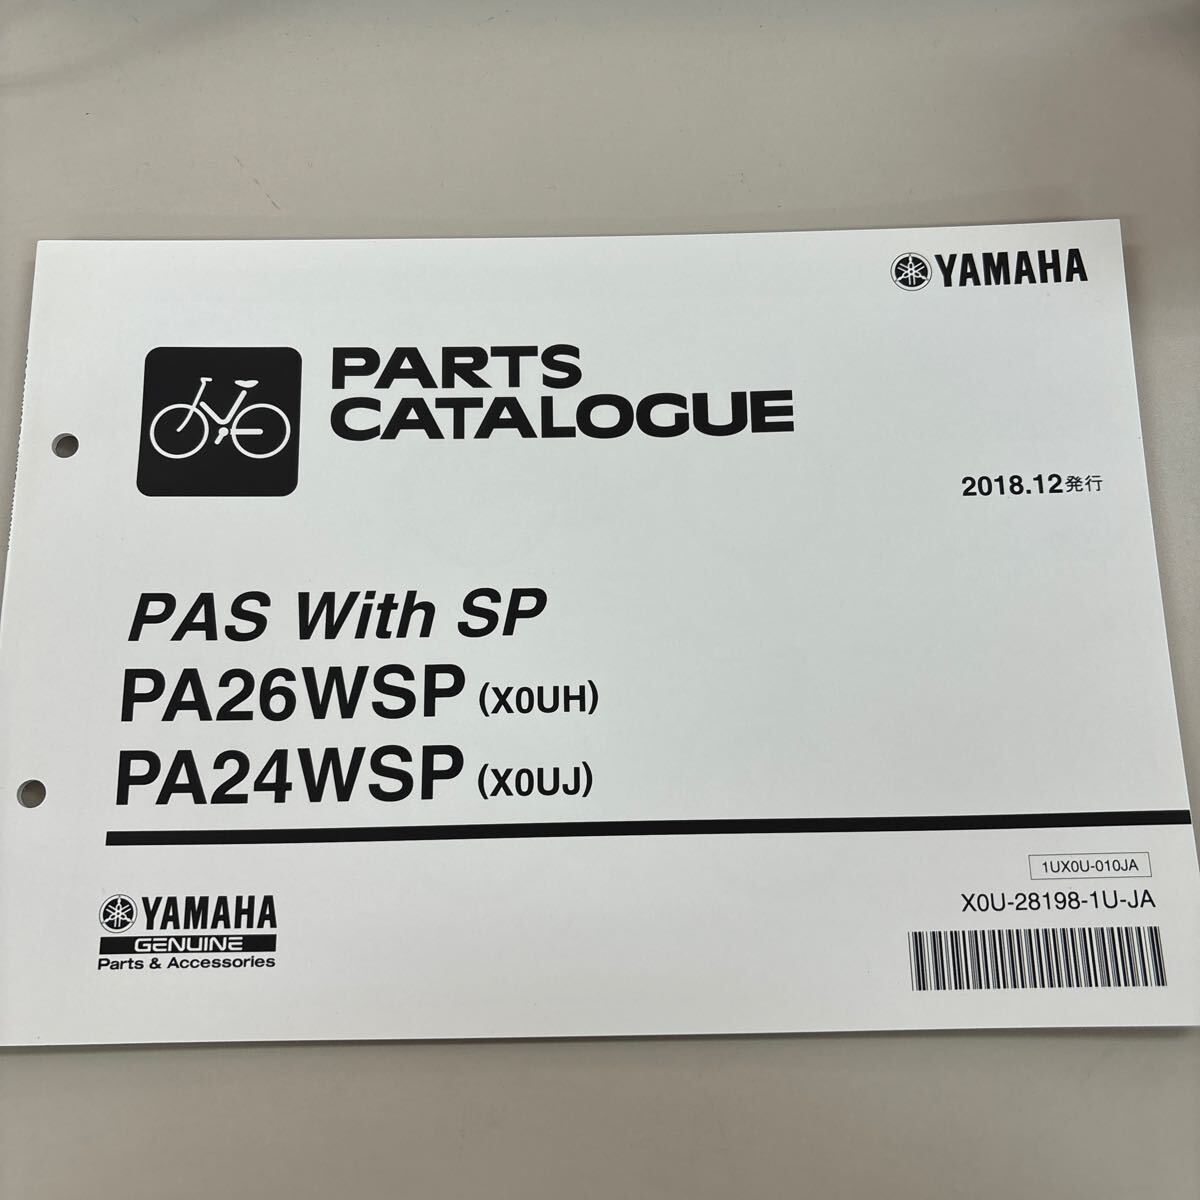 YAMAHA
PARTS
CATALOGUE
2018.12発行
PAS With SP
PA26WSP (X0UH)
PA24WSP (X0UJ)
1UX0U-010JA
X0U-28198-1U-JA
YAMAHA
GENUINE
Parts & Accessories